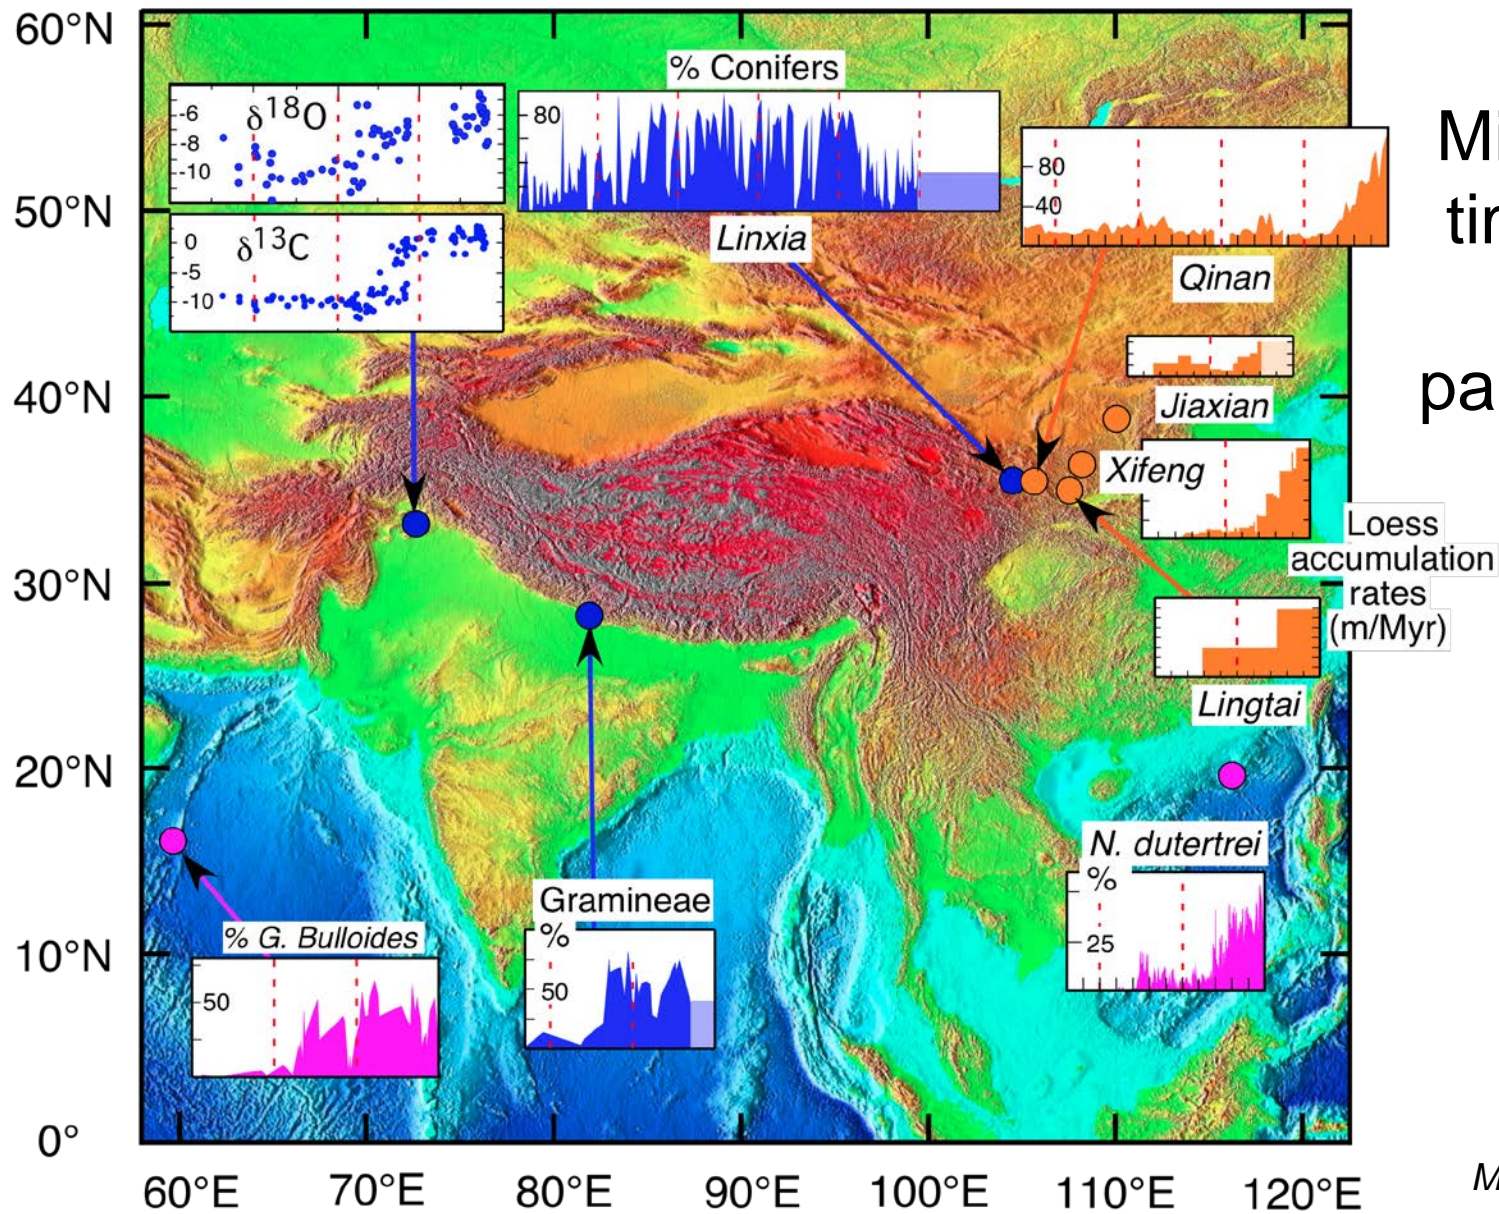 60°N
50°N
40°N
30°N
20°N
10°N
0°
60°E
70°E
80°E
90°E
100°E
110°E
120°E
δ18O
-6
-8
-10
δ13C
0
-5
-10
% Conifers
80
Linxia
80
40
Qinan
Jiaxian
Xifeng
Loess
accumulation
rates
(m/Myr)
Lingtai
N. dutertrei
%
25
Gramineae
%
50
% G. Bulloides
50
Mi
tir
pa
M